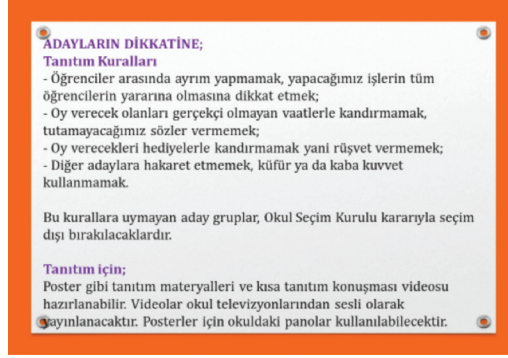 ADAYLARIN DİKKATİNE;
Tanıtım Kuralları
- Öğrenciler arasında ayrım yapmamak, yapacağımız işlerin tüm
öğrencilerin yararına olmasına dikkat etmek;
- Oy verecek olanları gerçekçi olmayan vaatlerle kandırmamak,
tutamayacağımız sözler vermemek;
- Oy verecekleri hediyelerle kandırmamak yani rüşvet vermemek;
- Diğer adaylara hakaret etmemek, küfür ya da kaba kuvvet
kullanmamak.
Bu kurallara uymayan aday gruplar, Okul Seçim Kurulu kararıyla seçim
dışı bırakılacaklardır.
Tanıtım için;
Poster gibi tanıtım materyalleri ve kısa tanıtım konuşması videosu
hazırlanabilir. Videolar okul televizyonlarından sesli olarak
yayınlanacaktır. Posterler için okuldaki panolar kullanılabilecektir.